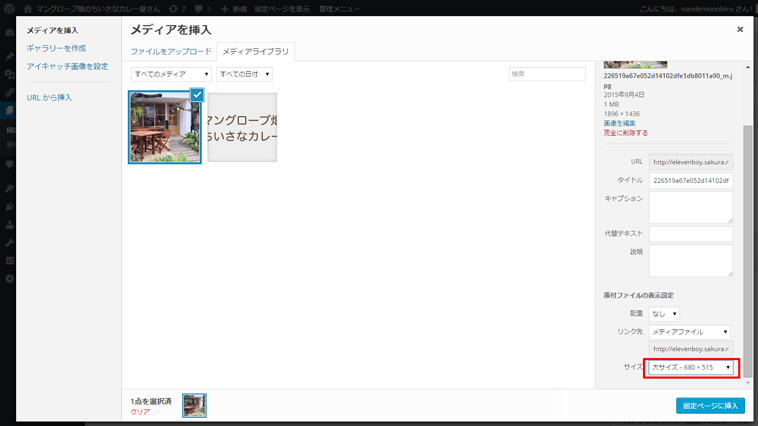 マングローブ畑のちいさなカレー屋さん
7
0
新規
固定ページを表示
管理メニュー
こんにちは、nandemonobiru さん !
メディアを挿入
ギャラリーを作成
アイキャッチ画像を設定
URL から挿入
メディアを挿入
ファイルをアップロード
メディアライブラリ
すべてのメディア
すべての日付
検索
マングローブ畑
ちいさなカレー
226519a67e052d14102dfe1db8011a90_m.j
pg
2015年9月4日
1 MB
1896 × 1436
画像を編集
完全に削除する
URL
http://elevenboy.sakura.r
タイトル
226519a67e052d14102df
キャプション
代替テキスト
説明
添付ファイルの表示設定
配置
なし
リンク先
メディアファイル
http://elevenboy.sakura.r
サイズ
大サイズ – 680 × 515
1点を選択済
クリア
固定ページに挿入